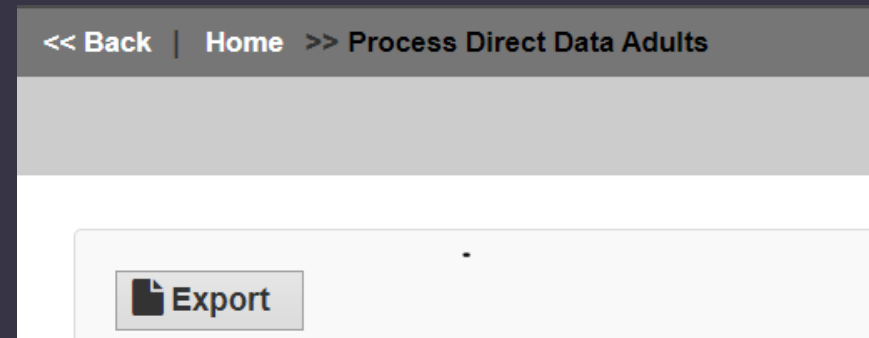 << Back | Home >> Process Direct Data Adults
Export